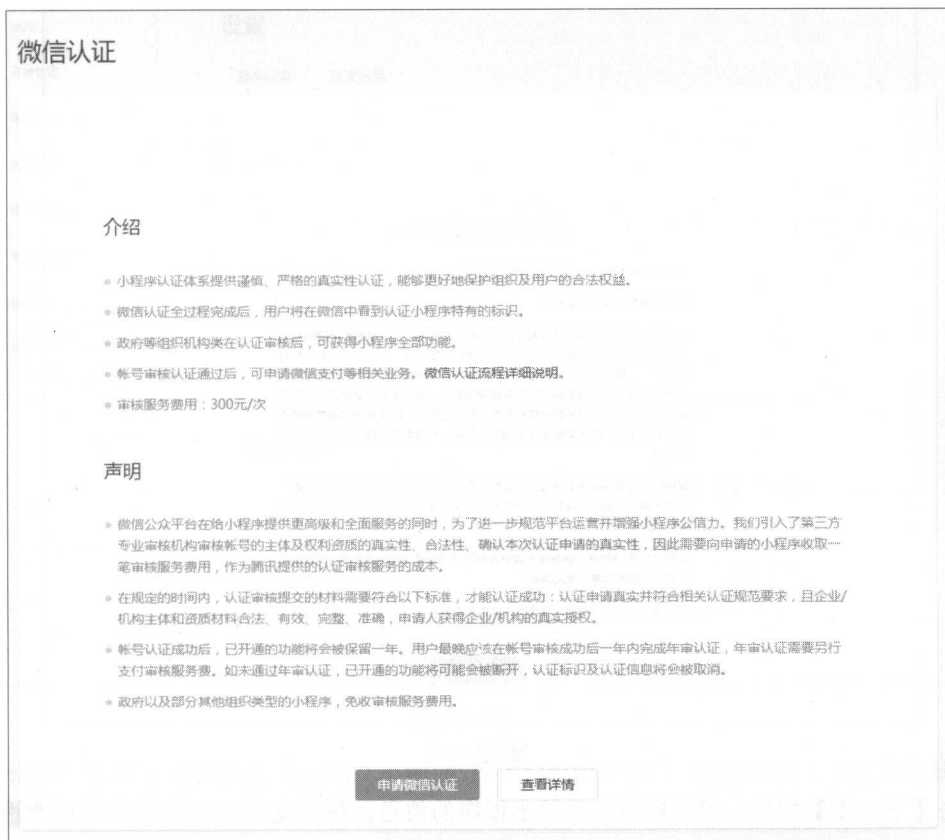 微信认证
介绍
小程序认证体系提供谨慎、严格的真实性认证，能够更好地保护组织及用户的合法权益。
微信认证全过程完成后，用户将在微信中看到认证小程序特有的标识。
政府等组织机构类在认证审核后，可获得小程序全部功能。
帐号审核认证通过后，可申请微信支付等相关业务。微信认证流程详细说明。
审核服务费用：300元/次
声明
微信公众平台在给小程序提供更高级和全面服务的同时，为了进一步规范平台运营并增强小程序公信力。我们引入了第三方
专业审核机构审核帐号的主体及权利资质的真实性、合法性、确认本次认证申请的真实性，因此需要向申请的小程序收取一
笔审核服务费用，作为腾讯提供的认证审核服务的成本。
在规定的时间内，认证审核提交的材料需要符合以下标准，才能认证成功：认证申请真实并符合相关认证规范要求，且企业/
机构主体和资质材料合法、有效、完整、准确，申请人获得企业/机构的真实授权。
帐号认证成功后，已开通的功能将会被保留一年。用户最晚应该在帐号审核成功后一年内完成年审认证，年审认证需要另行
支付审核服务费。如未通过年审认证，已开通的功能将可能会被断开，认证标识及认证信息将会被取消。
政府以及部分其他组织类型的小程序，免收审核服务费用。
申请微信认证 查看详情